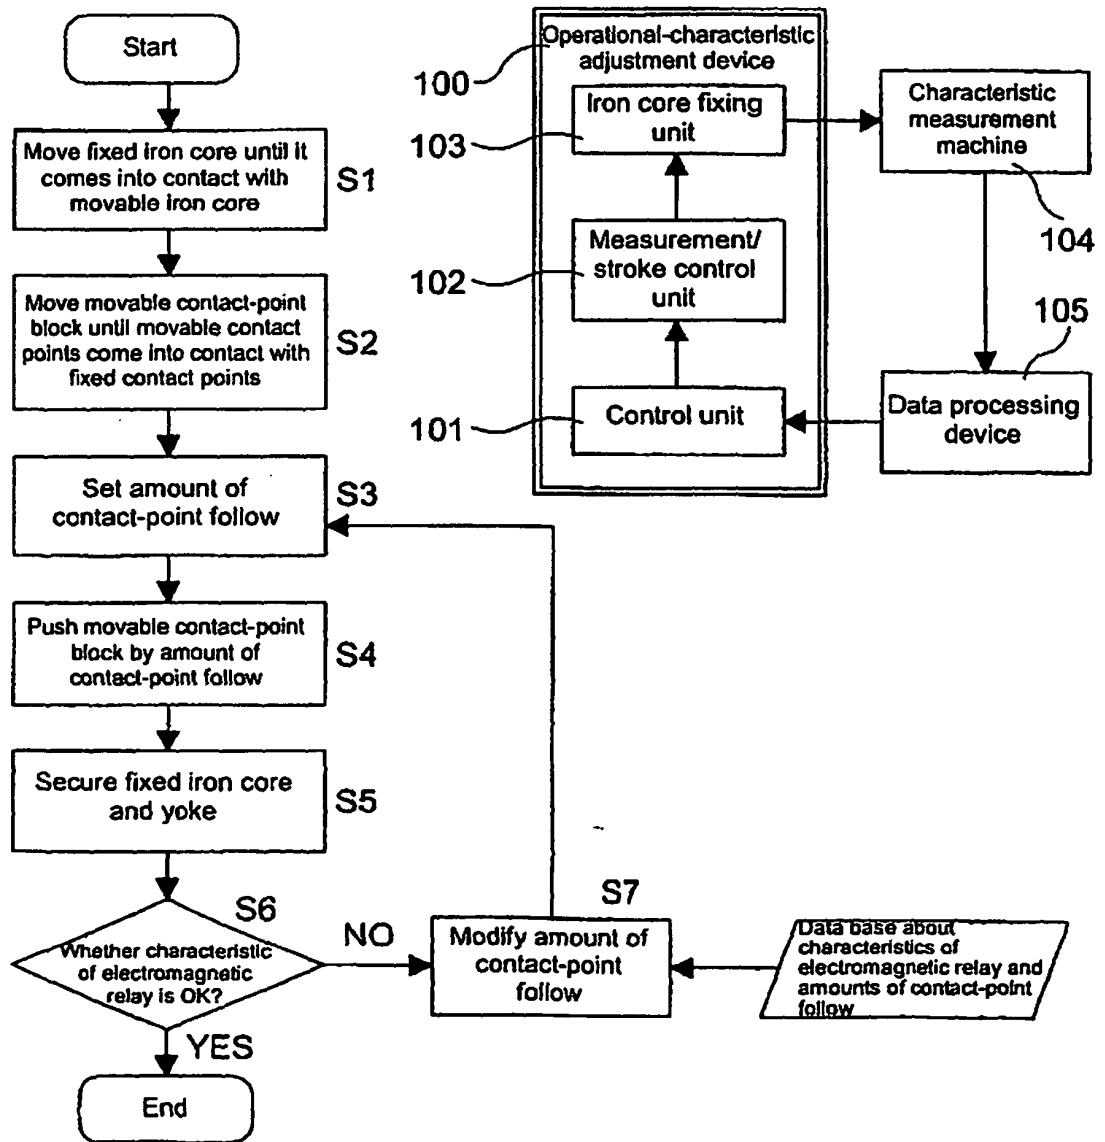 Start
Move fixed iron core until it
comes into contact with
movable iron core
S1
Move movable contact-point
block until movable contact
points come into contact with
fixed contact points
S2
Set amount of
contact-point follow
S3
Push movable contact-point
block by amount of
contact-point follow
S4
Secure fixed iron core
and yoke
S5
S6
Whether characteristic
of electromagnetic
relay is OK?
NO
YES
End
S7
Modify amount of
contact-point
follow
Data base about
characteristics of
electromagnetic relay and
amounts of contact-point
follow
100
Operational-characteristic
adjustment device
103
Iron core fixing
unit
102
Measurement/
stroke control
unit
101
Control unit
Characteristic
measurement
machine
104
105
Data processing
device